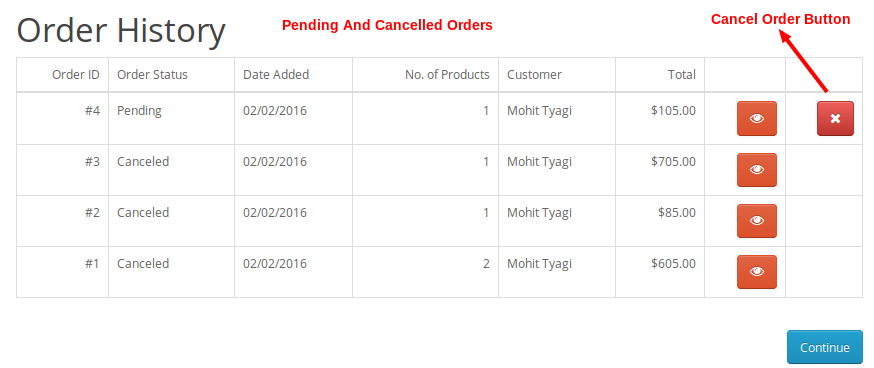 Order History
Pending And Cancelled Orders
Cancel Order Button
Order ID Order Status Date Added No. of Products Customer Total
#4 Pending 02/02/2016 1 Mohit Tyagi $105.00
#3 Canceled 02/02/2016 1 Mohit Tyagi $705.00
#2 Canceled 02/02/2016 1 Mohit Tyagi $85.00
#1 Canceled 02/02/2016 2 Mohit Tyagi $605.00
Continue